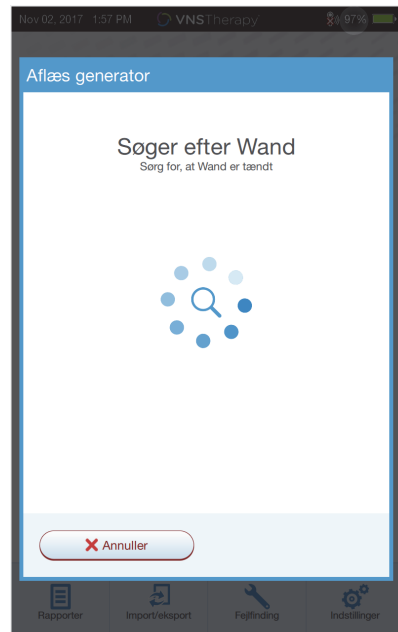 Nov 02, 2017 1:57 PM VNSTherapy 97%
Aflæs generator
Søger efter Wand
Sørg for, at Wand er tændt
Annuller
Rapporter Import/eksport Fejlfinding Indstillinger